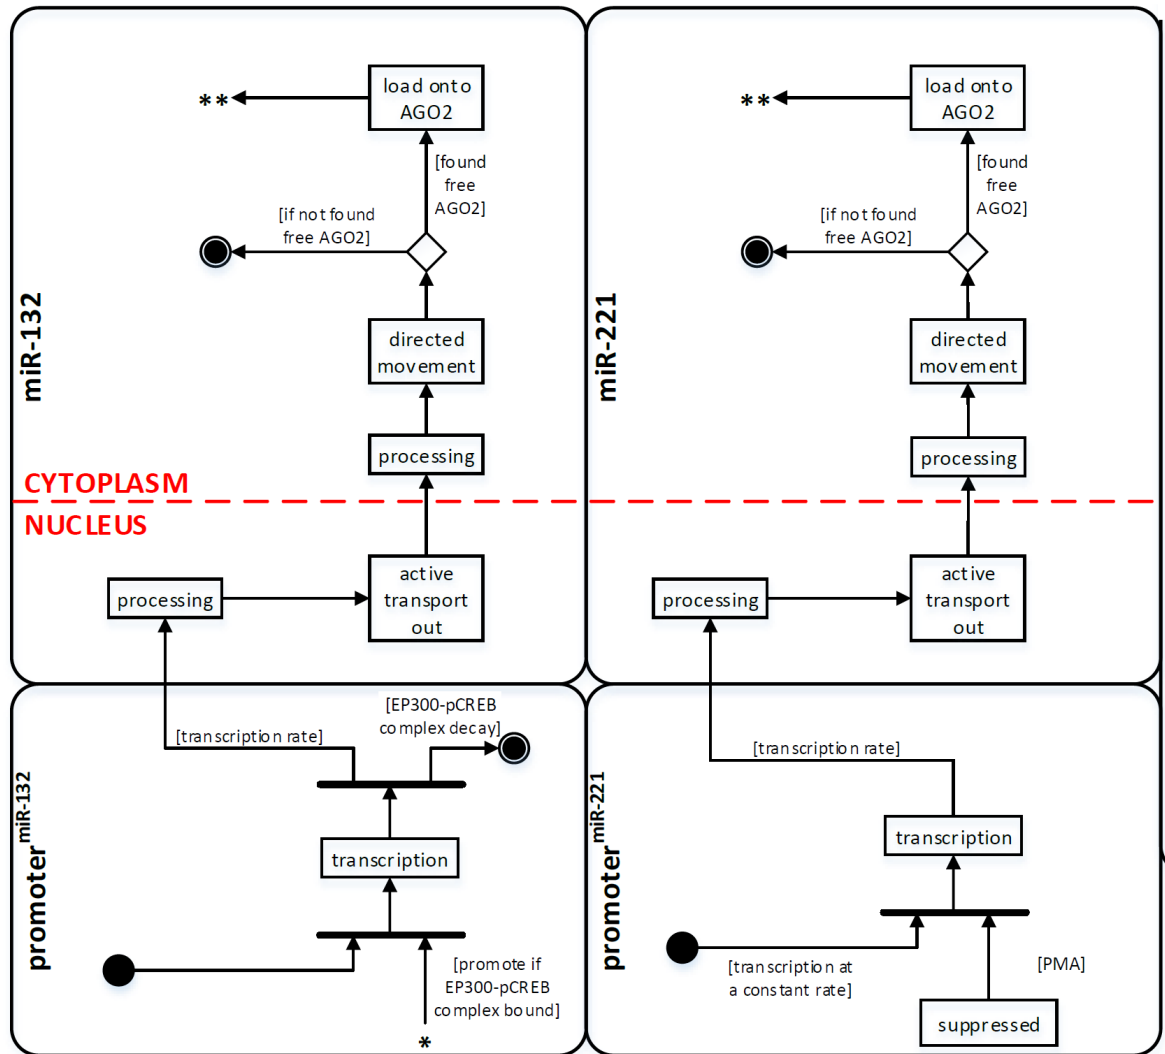 miR-132
**
load onto
AGO2
[found
free
AGO2]
[if not found
free AGO2]
directed
movement
processing
CYTOPLASM
NUCLEUS
processing
active
transport
out
miR-221
**
load onto
AGO2
[found
free
AGO2]
[if not found
free AGO2]
directed
movement
processing
processing
active
transport
out
promoter miR-132
[EP300-pCREB
complex decay]
[transcription rate]
transcription
[promote if
EP300-pCREB
complex bound]
*
promoter miR-221
[transcription rate]
transcription
[transcription at
a constant rate]
[PMA]
suppressed